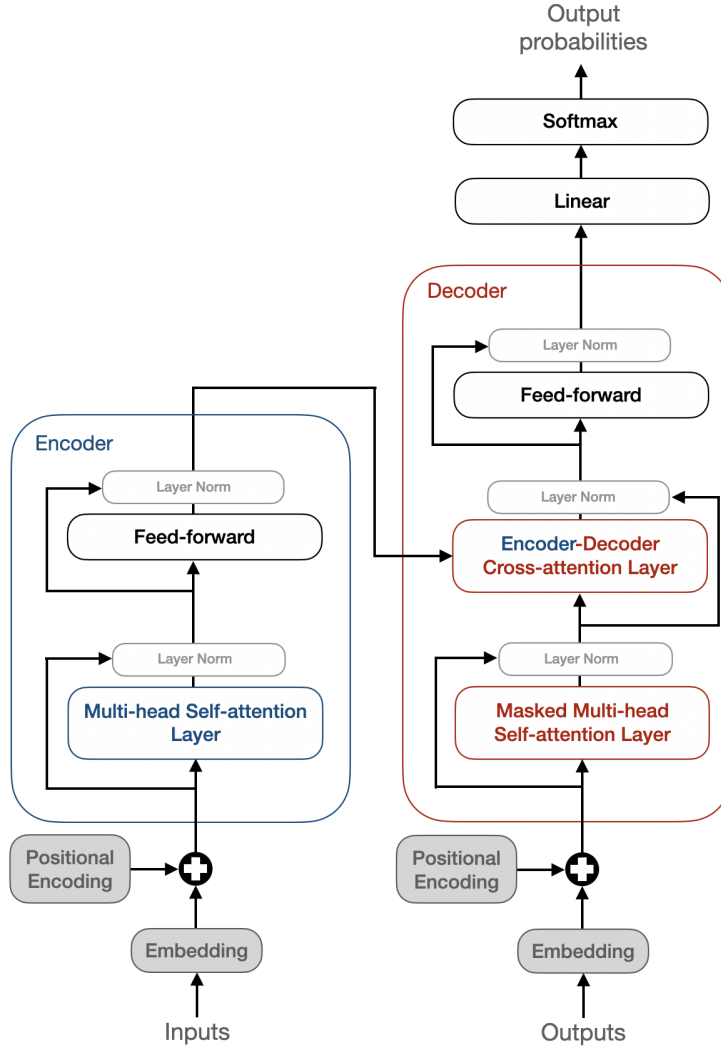 Output
probabilities
Softmax
Linear
Decoder
Layer Norm
Feed-forward
Layer Norm
Encoder-Decoder
Cross-attention Layer
Layer Norm
Masked Multi-head
Self-attention Layer
Encoder
Layer Norm
Feed-forward
Layer Norm
Multi-head Self-attention
Layer
Positional
Encoding
Embedding
Inputs
Positional
Encoding
Embedding
Outputs